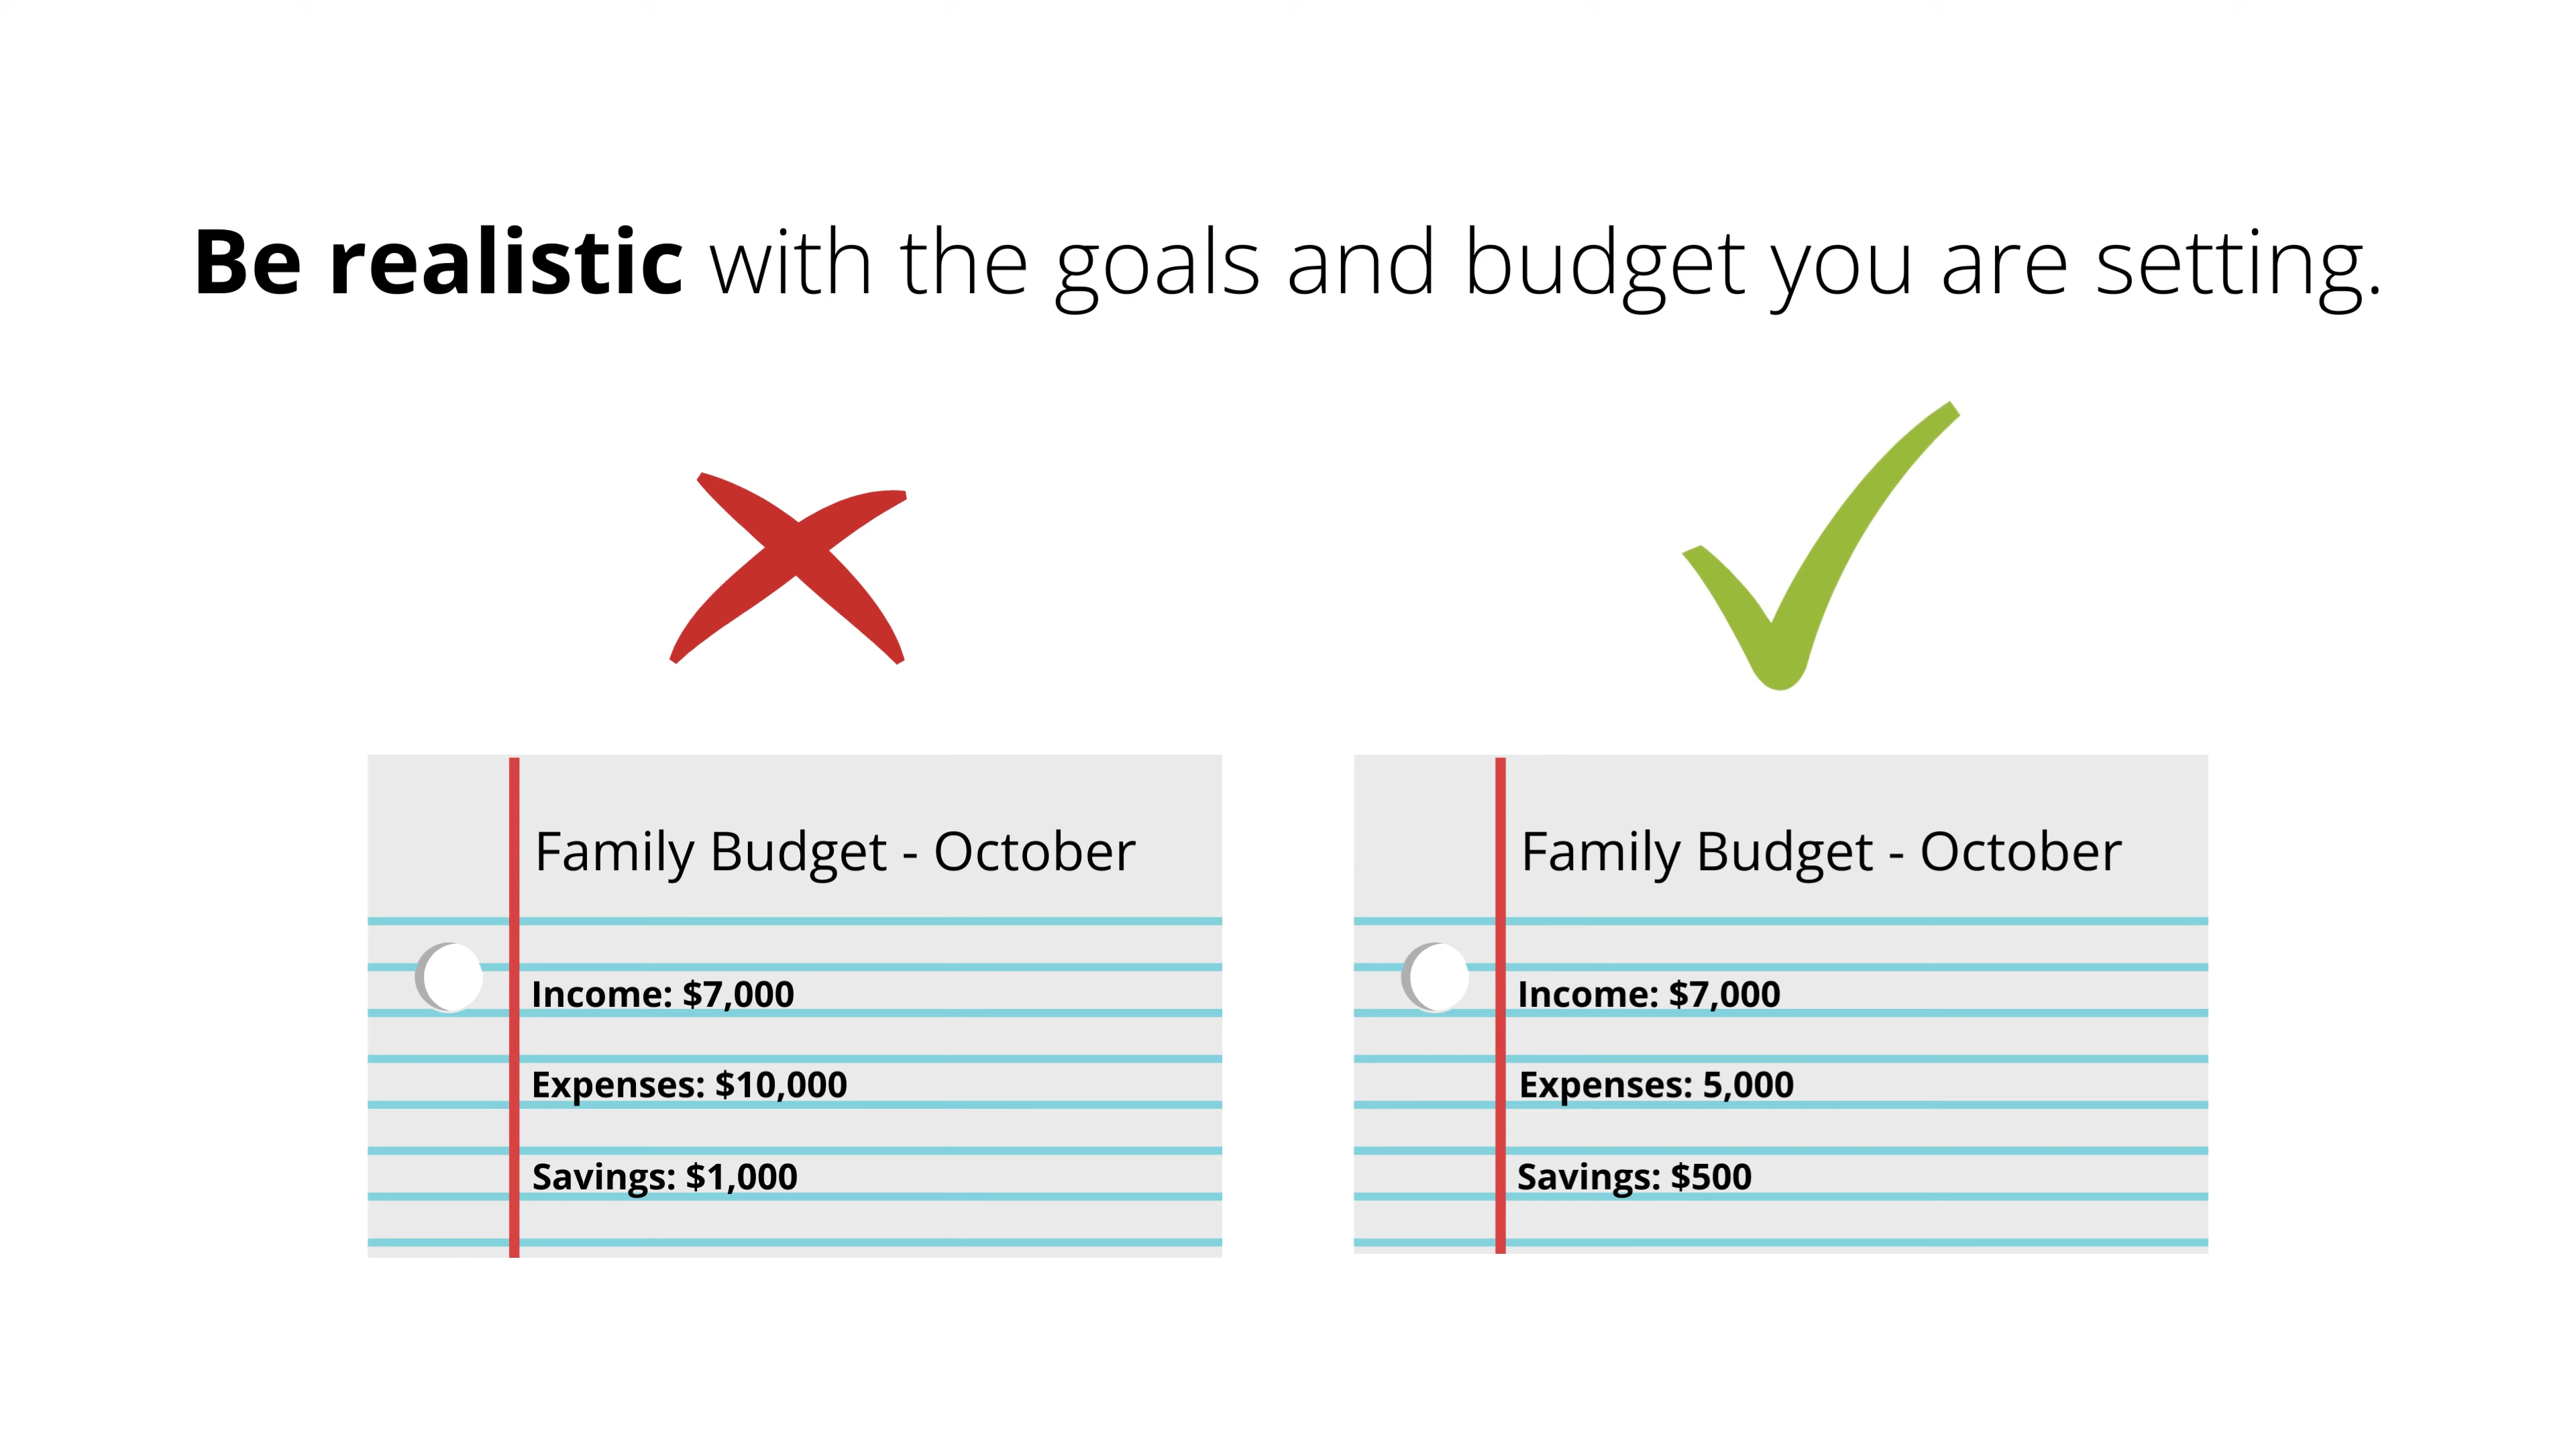 Be realistic with the goals and budget you are setting.
Family Budget - October
Income: $7,000
Expenses: $10,000
Savings: $1,000
Family Budget - October
Income: $7,000
Expenses: 5,000
Savings: $500